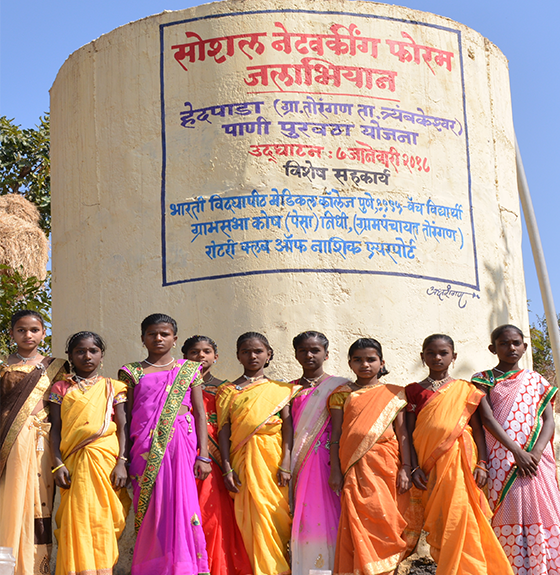 सोशल नेटवर्कींग फोरम
जलाभियान
हेदपाडा (ग्रा.तोरंगण ता. त्र्यंबकेश्वर)
पाणी पुरवठा योजना
उद्घाटन : ७ जानेवारी २०१८
विशेष सहकार्य
भारती विद्यापीठ मेडिकल कॉलेज पुणे, १९९५-बॅच विद्यार्थी
ग्रामसभा कोष (पेसा) निधी, (ग्रामपंचायत तोरंगण)
रोटरी क्लब ऑफ नाशिक एअरपोर्ट